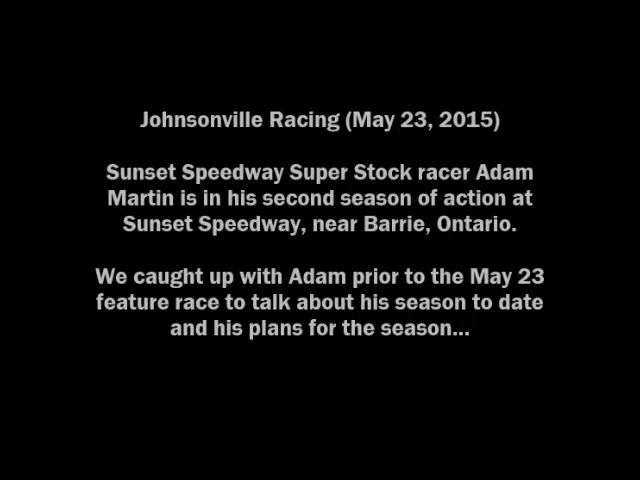 Johnsonville Racing (May 23, 2015)
Sunset Speedway Super Stock racer Adam
Martin is in his second season of action at
Sunset Speedway, near Barrie, Ontario.
We caught up with Adam prior to the May 23
feature race to talk about his season to date
and his plans for the season...